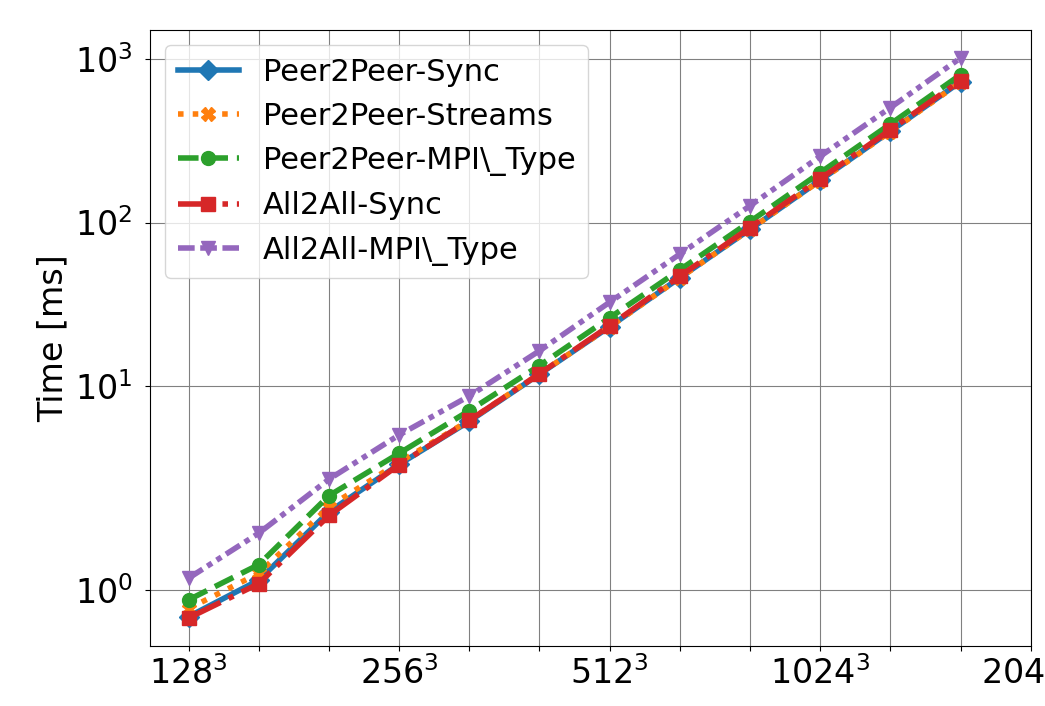 10³
Peer2Peer-Sync
Peer2Peer-Streams
Peer2Peer-MPI\_Type
All2All-Sync
All2All-MPI\_Type
10²
10¹
10⁰
Time [ms]
128³ 256³ 512³ 1024³ 204